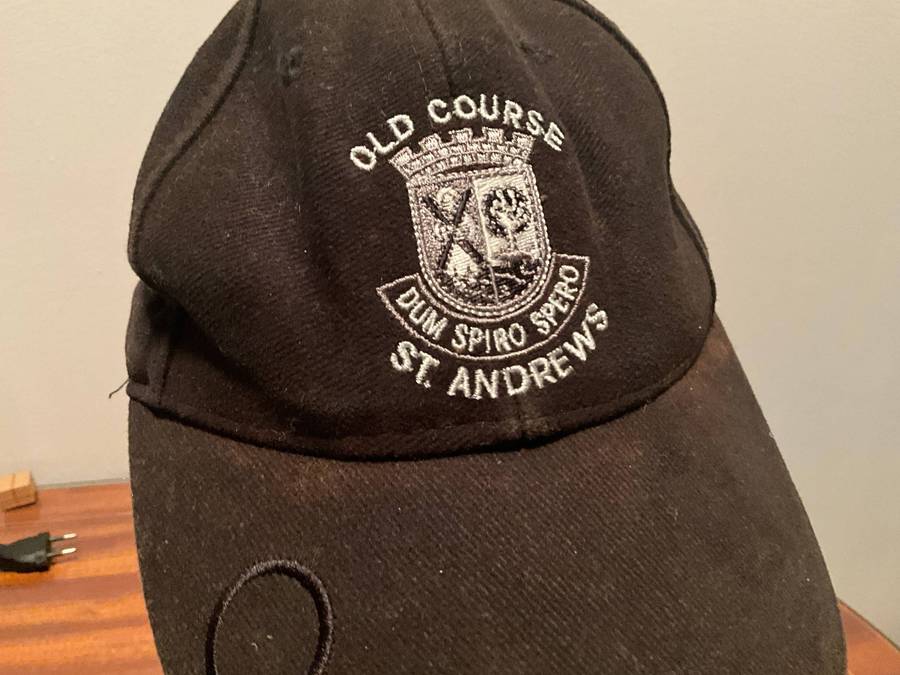 OLD COURSE
DUM SPIRO SPERO
ST. ANDREWS